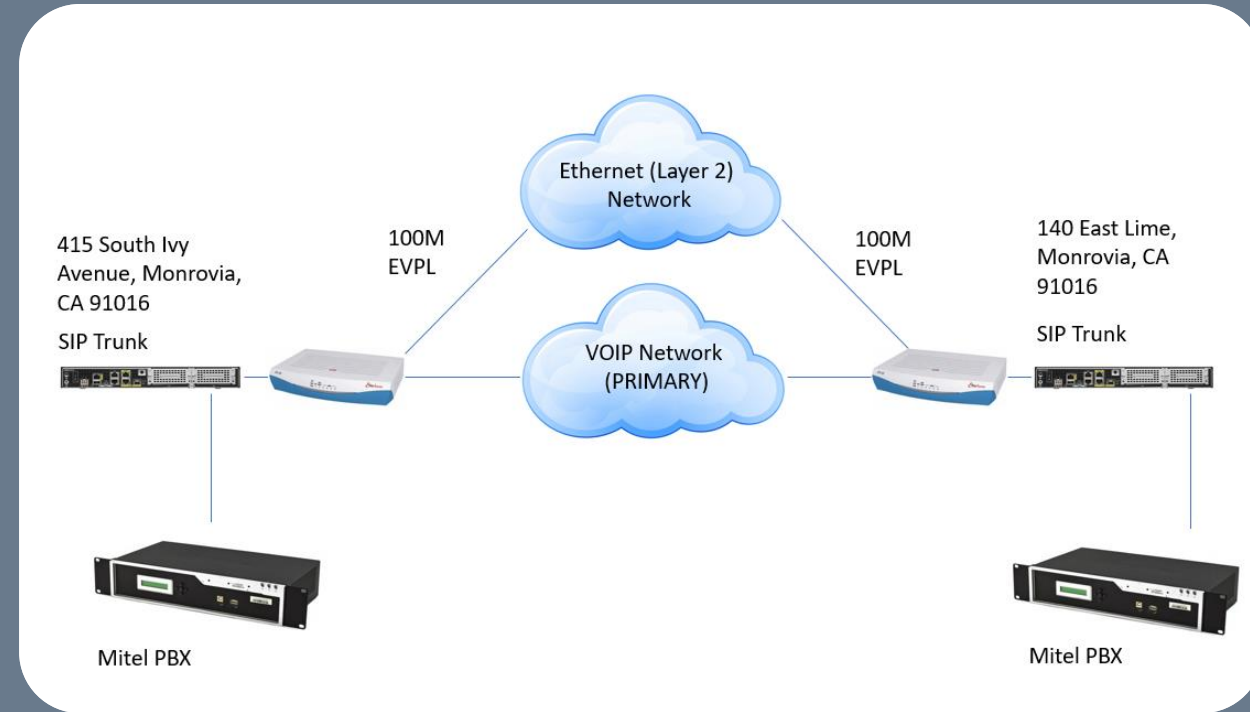 Ethernet (Layer 2)
Network
415 South Ivy
Avenue, Monrovia,
CA 91016
SIP Trunk
100M
EVPL
100M
EVPL
140 East Lime,
Monrovia, CA
91016
SIP Trunk
VOIP Network
(PRIMARY)
Mitel PBX
Mitel PBX